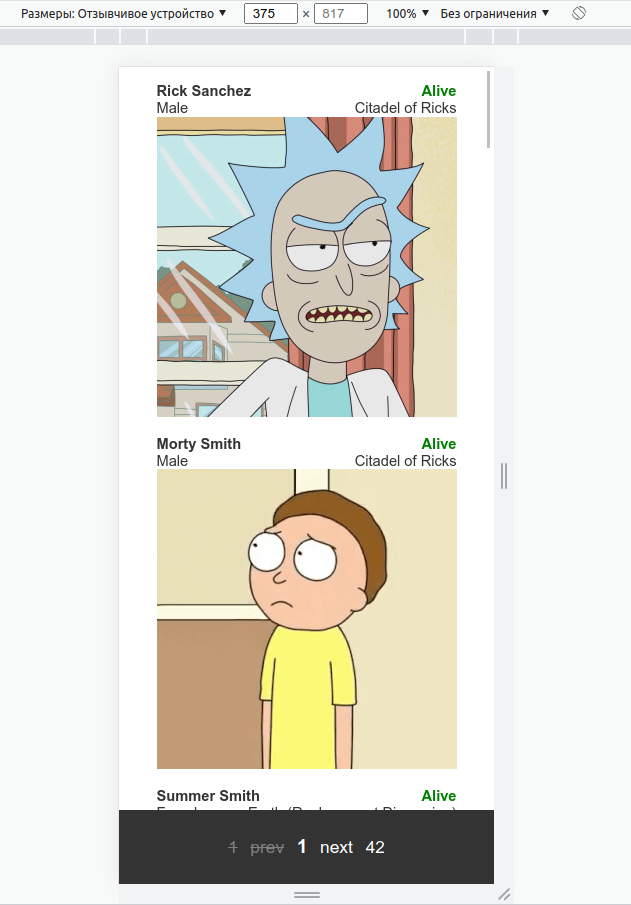 Размеры: Отзывчивое устройство ▼ 375 × 817 100% ▼ Без ограничения ▼
Rick Sanchez Alive
Male Citadel of Ricks
Morty Smith Alive
Male Citadel of Ricks
Summer Smith Alive
1 prev 1 next 42